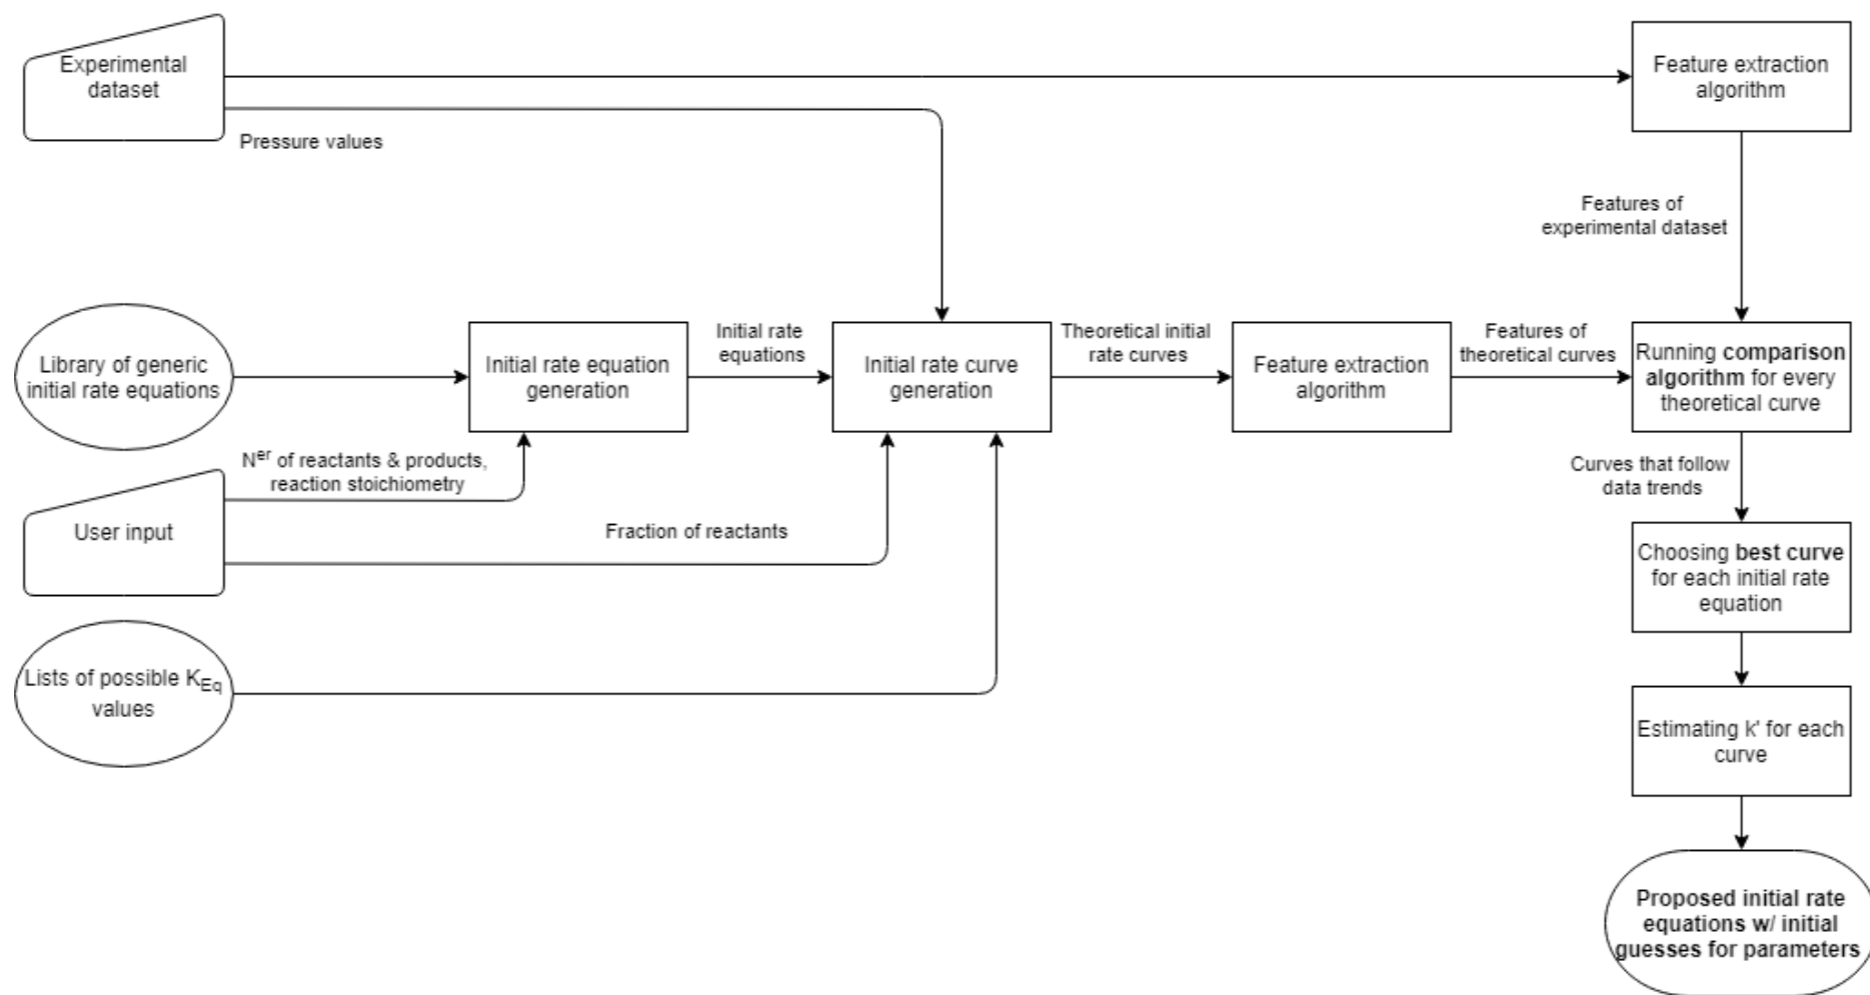 Experimental
dataset
Feature extraction
algorithm
Pressure values
Features of
experimental dataset
Library of generic
initial rate equations
Initial rate equation
generation
Initial rate
equations
Initial rate curve
generation
Theoretical initial
rate curves
Feature extraction
algorithm
Features of
theoretical curves
Running comparison
algorithm for every
theoretical curve
N^er of reactants & products,
reaction stoichiometry
User input
Fraction of reactants
Curves that follow
data trends
Choosing best curve
for each initial rate
equation
Lists of possible K_Eq
values
Estimating k' for each
curve
Proposed initial rate
equations w/ initial
guesses for parameters